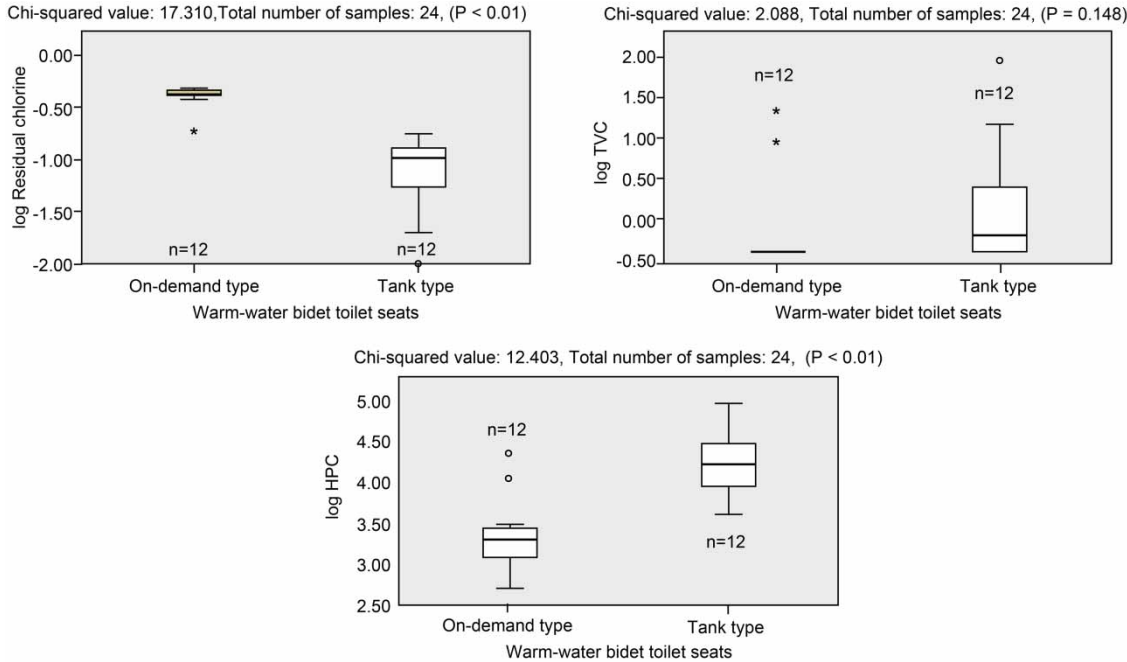 Chi-squared value: 17.310,Total number of samples: 24, (P < 0.01)
0.00
-0.50
-1.00
-1.50
-2.00
log Residual chlorine
n=12
n=12
On-demand type
Tank type
Warm-water bidet toilet seats
Chi-squared value: 2.088, Total number of samples: 24, (P = 0.148)
2.00
1.50
1.00
0.50
0.00
-0.50
log TVC
n=12
n=12
On-demand type
Tank type
Warm-water bidet toilet seats
Chi-squared value: 12.403, Total number of samples: 24, (P < 0.01)
5.00
4.50
4.00
3.50
3.00
2.50
log HPC
n=12
n=12
On-demand type
Tank type
Warm-water bidet toilet seats